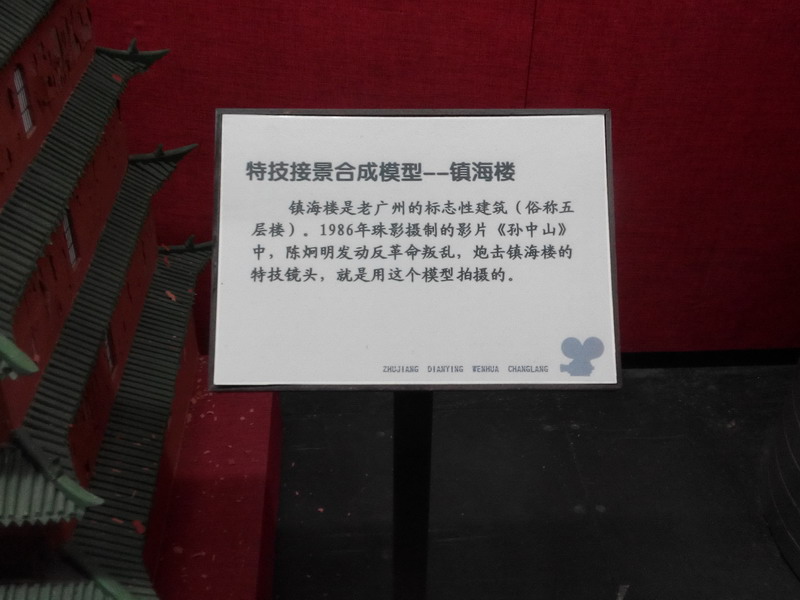 特技接景合成模型--镇海楼
镇海楼是老广州的标志性建筑（俗称五
层楼）。1986年珠影摄制的影片《孙中山》
中，陈炯明发动反革命叛乱，炮击镇海楼的
特技镜头，就是用这个模型拍摄的。
ZHUJIANG DIANYING WENHUA CHANGLANG